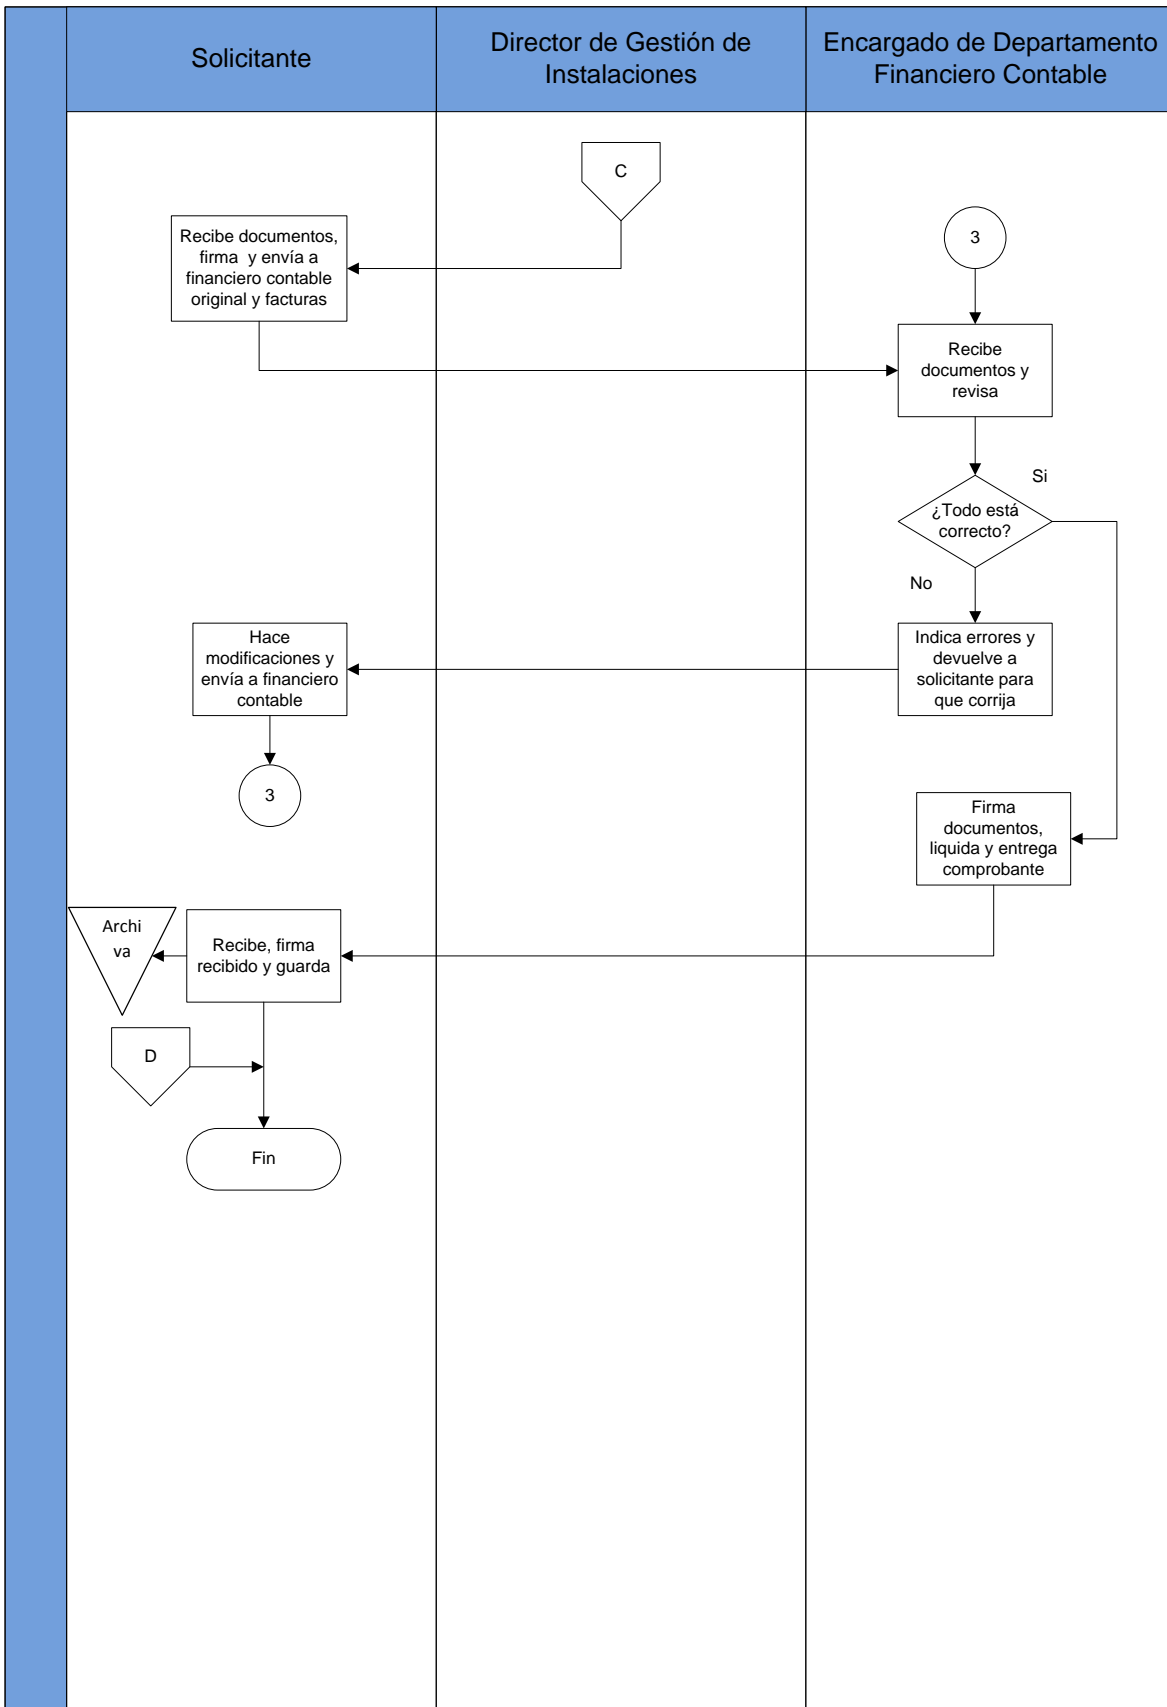 Solicitante
Director de Gestión de
Instalaciones
Encargado de Departamento
Financiero Contable
C
3
Recibe documentos,
firma y envía a
financiero contable
original y facturas
Recibe
documentos y
revisa
Si
¿Todo está
correcto?
No
Hace
modificaciones y
envía a financiero
contable
Indica errores y
devuelve a
solicitante para
que corrija
3
Firma
documentos,
liquida y entrega
comprobante
Archi
va
Recibe, firma
recibido y guarda
D
Fin